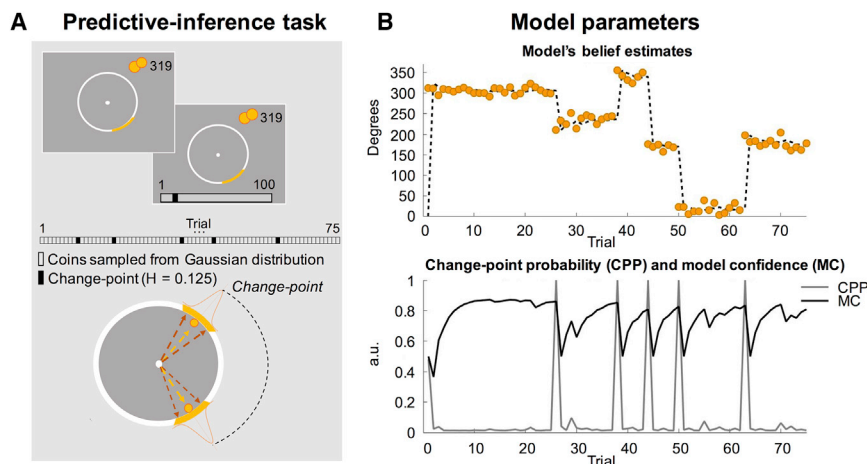 A Predictive-inference task
319
319
1 100
Trial
1 ... 75
Coins sampled from Gaussian distribution
Change-point (H = 0.125)
Change-point
B Model parameters
Model's belief estimates
Degrees
350
300
250
200
150
100
50
0
0 10 20 30 40 50 60 70
Trial
Change-point probability (CPP) and model confidence (MC)
CPP
MC
a.u.
1
0.8
0.6
0.4
0.2
0
0 10 20 30 40 50 60 70
Trial